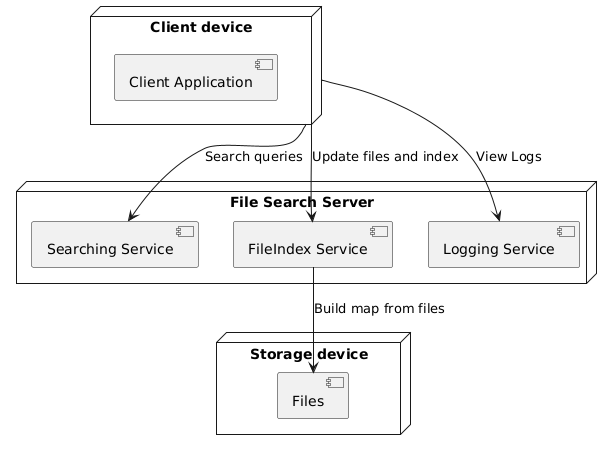 Client device
Client Application
Search queries
Update files and index
View Logs
File Search Server
Searching Service
FileIndex Service
Logging Service
Build map from files
Storage device
Files